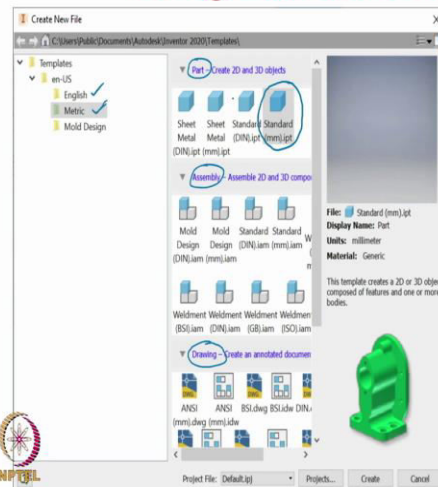 Create New File
C:\Users\Public\Documents\Autodesk\Inventor 2020\Templates\
Templates
en-US
English
Metric
Mold Design
Part - Create 2D and 3D objects
Sheet Metal (DIN).ipt
Sheet Metal (mm).ipt
Standard (DIN).ipt
Standard (mm).ipt
Assembly - Assemble 2D and 3D compo
Mold Design (DIN).iam
Mold Design (mm).iam
Standard (DIN).iam
Standard (mm).iam
W
Weldment (BSI).iam
Weldment (DIN).iam
Weldment (GB).iam
Weldment (ISO).iam
Drawing - Create an annotated documen
ANSI (mm).dwg
ANSI (mm).idw
BSI.dwg
BSI.idw
DIN.
File: Standard (mm).ipt
Display Name: Part
Units: millimeter
Material: Generic
This template creates a 2D or 3D objec
composed of features and one or more
bodies.
Project File: Default.ipj
Projects...
Create
Cancel
NPTEL